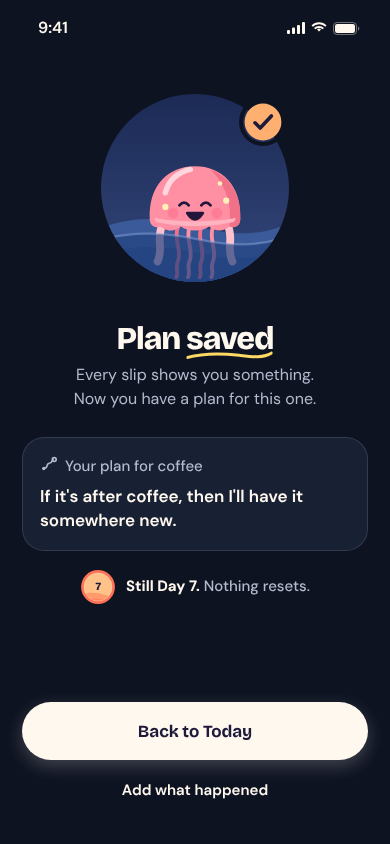 9:41
Plan saved
Every slip shows you something.
Now you have a plan for this one.
Your plan for coffee
If it's after coffee, then I'll have it
somewhere new.
7
Still Day 7. Nothing resets.
Back to Today
Add what happened